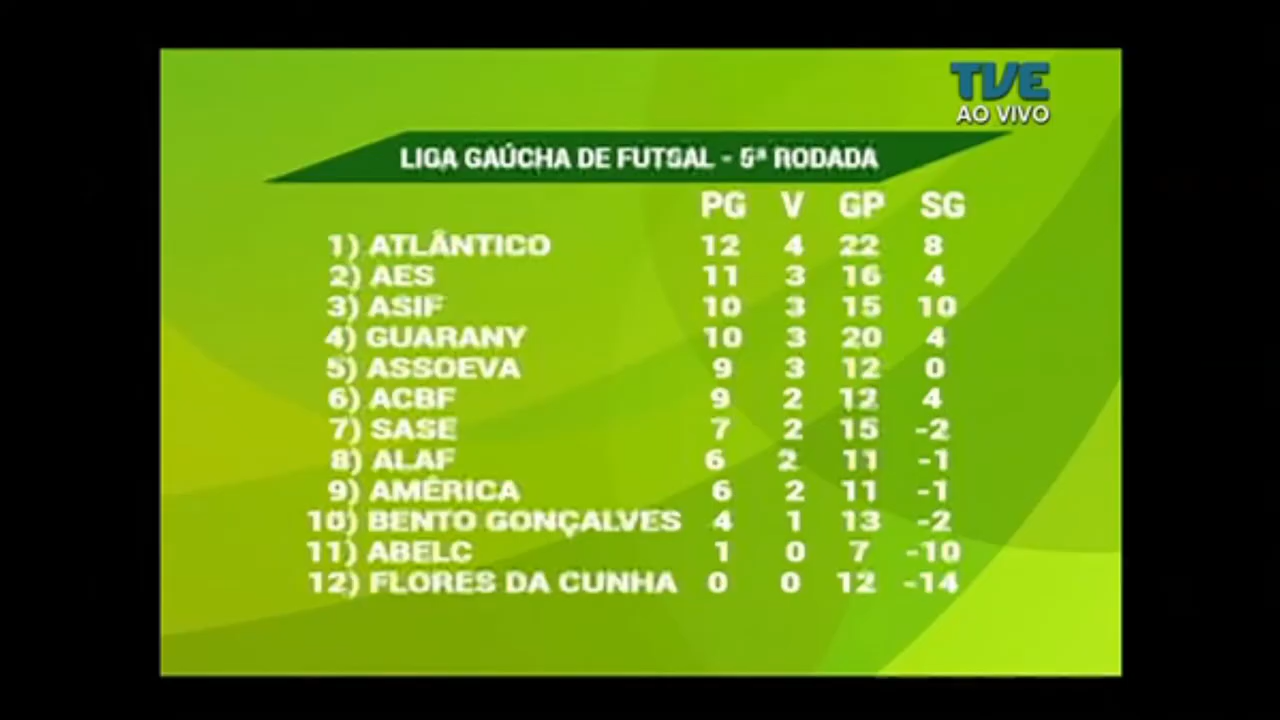 TVE
AO VIVO
LIGA GAÚCHA DE FUTSAL - 5ª RODADA
PG V GP SG
1) ATLÂNTICO 12 4 22 8
2) AES 11 3 16 4
3) ASIF 10 3 15 10
4) GUARANY 10 3 20 4
5) ASSOEVA 9 3 12 0
6) ACBF 9 2 12 4
7) SASE 7 2 15 -2
8) ALAF 6 2 11 -1
9) AMÉRICA 6 2 11 -1
10) BENTO GONÇALVES 4 1 13 -2
11) ABELC 1 0 7 -10
12) FLORES DA CUNHA 0 0 12 -14